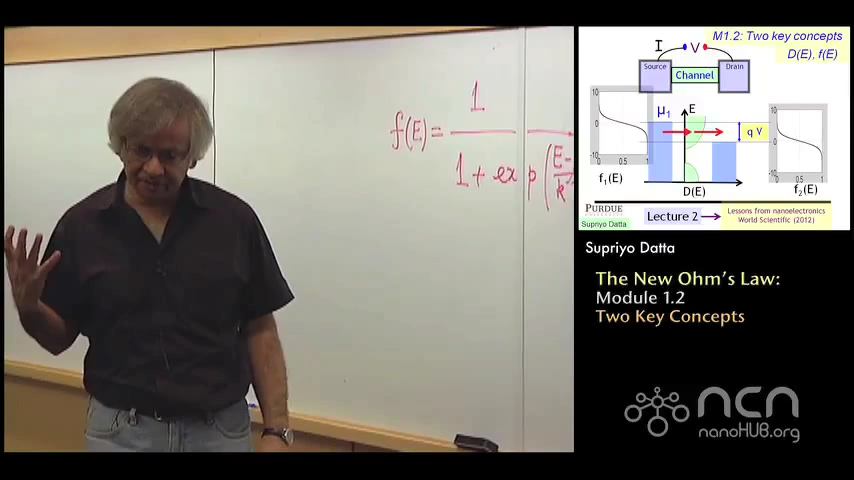 f(E) = 1
1 + exp(E-
k
M1.2: Two key concepts
D(E), f(E)
I V
Source Channel Drain
10
0
-10
0 0.5 1
f1(E)
μ1
E
D(E)
q V
10
0
-10
0 0.5 1
f2(E)
PURDUE
Supriyo Datta
Lecture 2
Lessons from nanoelectronics
World Scientific (2012)
Supriyo Datta
The New Ohm's Law:
Module 1.2
Two Key Concepts
ncn
nanoHUB.org